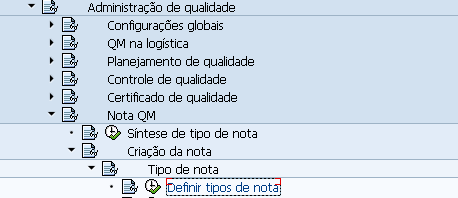 Administração de qualidade
Configurações globais
QM na logística
Planejamento de qualidade
Controle de qualidade
Certificado de qualidade
Nota QM
Síntese de tipo de nota
Criação da nota
Tipo de nota
Definir tipos de nota